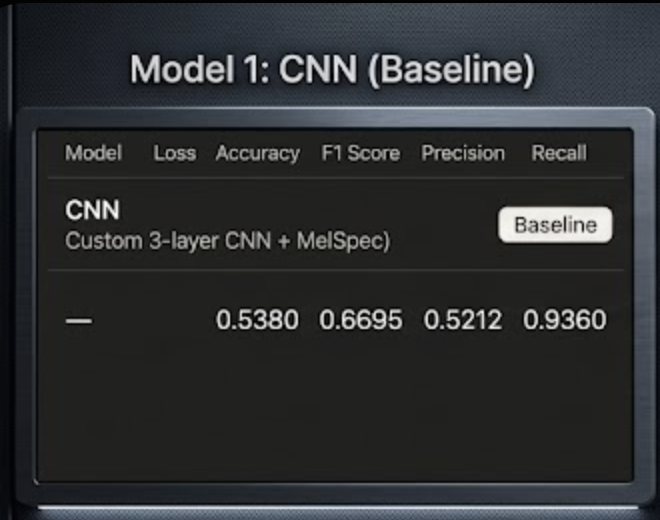 Model 1: CNN (Baseline)
Model Loss Accuracy F1 Score Precision Recall
CNN
Custom 3-layer CNN + MelSpec)
Baseline
— 0.5380 0.6695 0.5212 0.9360